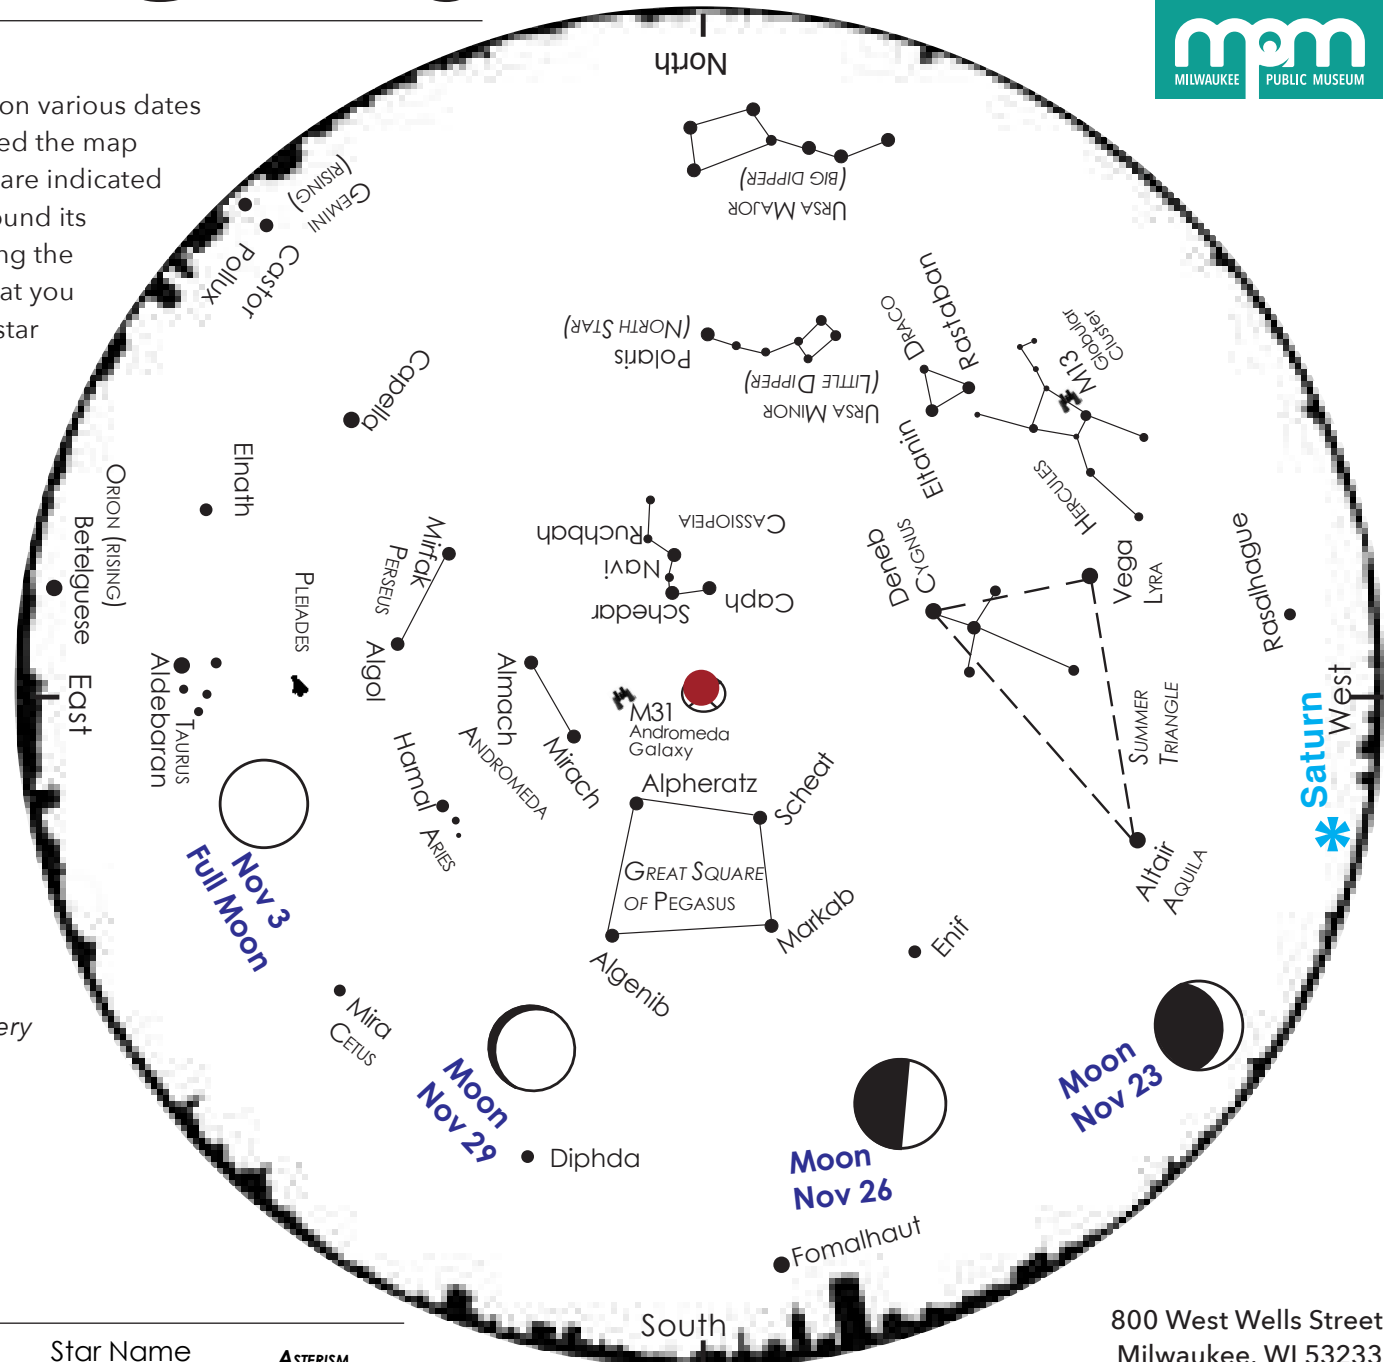 on various dates
ed the map
are indicated
ound its
ng the
at you
star
mpm
MILWAUKEE PUBLIC MUSEUM
North
(BIG DIPPER)
URSA MAJOR
GEMINI
(RISING)
Castor
Pollux
Polaris
(NORTH STAR)
(LITTLE DIPPER)
URSA MINOR
DRACO
Rastaban
Eltanin
M13
Globular
Cluster
HERCULES
Capella
Elnath
ORION (RISING)
Betelguese
East
PLEIADES
Mirfak
PERSEUS
Algol
CASSIOPEIA
Ruchbah
Navi
Schedar
Caph
Deneb
CYGNUS
Vega
LYRA
Rasalhague
West
Saturn
SUMMER
TRIANGLE
Aldebaran
TAURUS
Almach
Mirach
ANDROMEDA
M31
Andromeda
Galaxy
Hamal
ARIES
Alpheratz
Scheat
GREAT SQUARE
OF PEGASUS
Markab
Algenib
Enif
Altair
AQUILA
Nov 3
Full Moon
Mira
CETUS
ery
Moon
Nov 29
Diphda
Moon
Nov 26
Moon
Nov 23
Fomalhaut
South
Star Name
ASTERISM
800 West Wells Street
Milwaukee, WI 53233